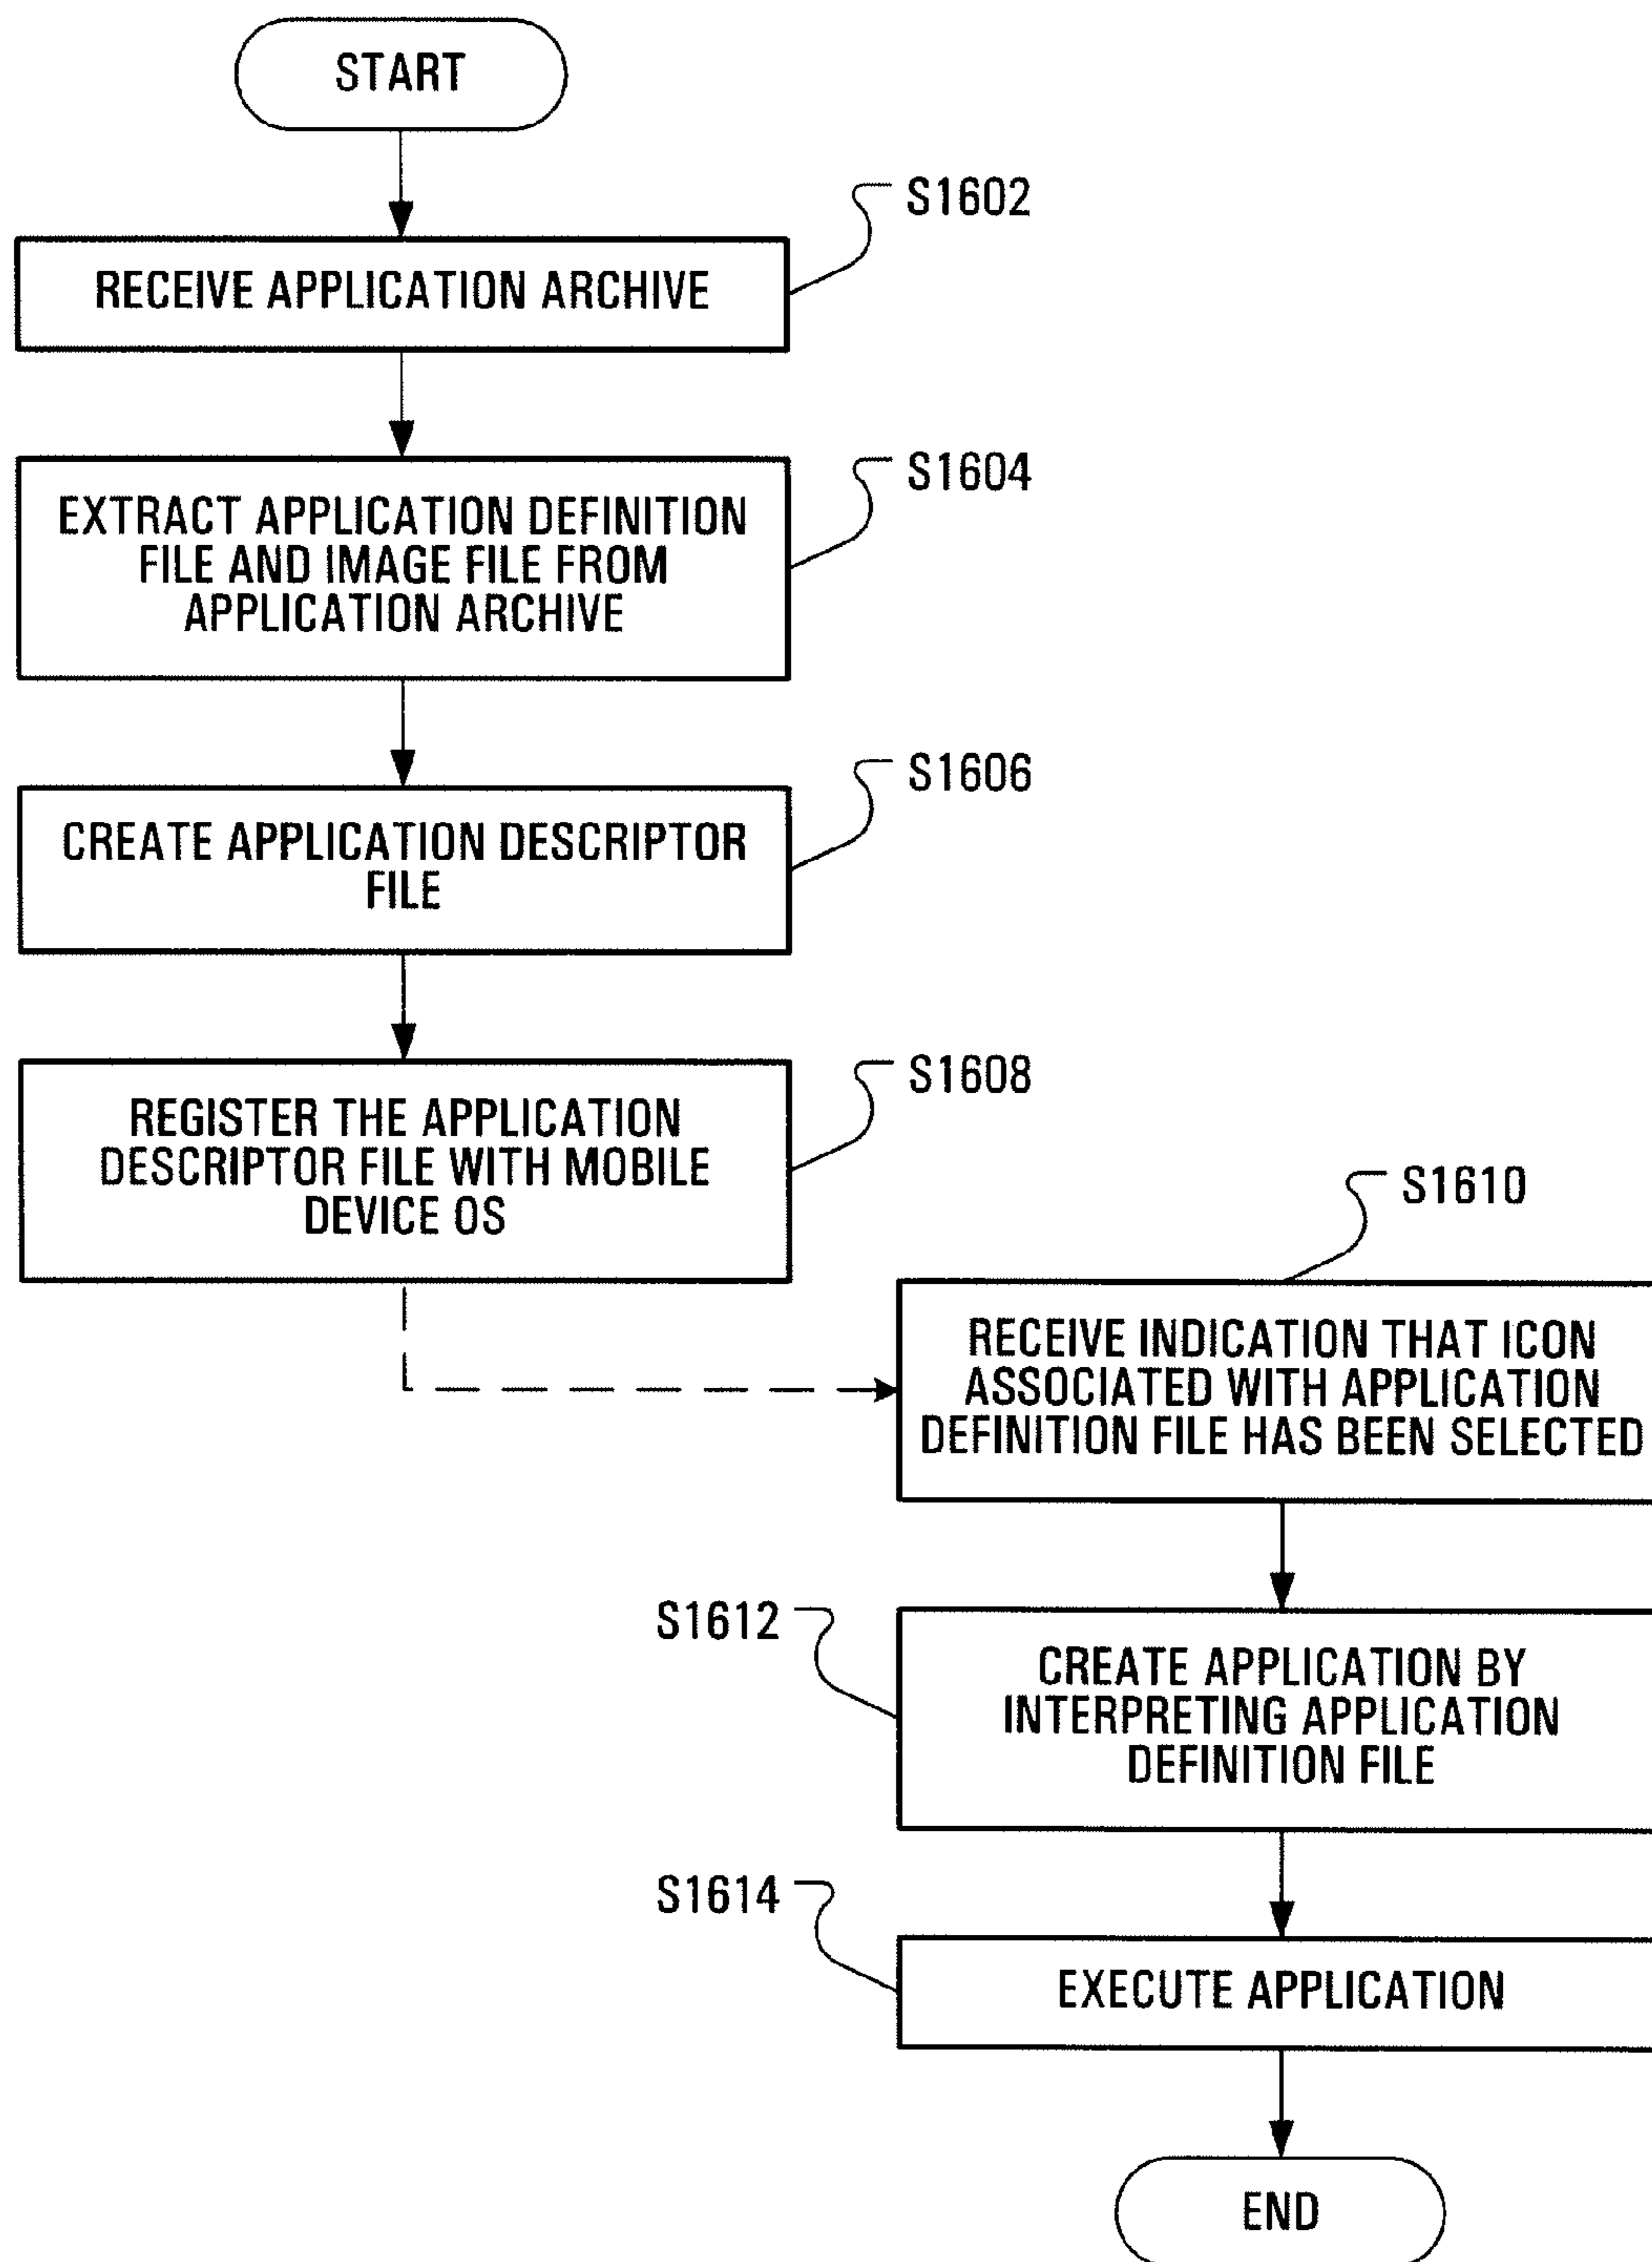 START
S1602
RECEIVE APPLICATION ARCHIVE
S1604
EXTRACT APPLICATION DEFINITION
FILE AND IMAGE FILE FROM
APPLICATION ARCHIVE
S1606
CREATE APPLICATION DESCRIPTOR
FILE
S1608
REGISTER THE APPLICATION
DESCRIPTOR FILE WITH MOBILE
DEVICE OS
S1610
RECEIVE INDICATION THAT ICON
ASSOCIATED WITH APPLICATION
DEFINITION FILE HAS BEEN SELECTED
S1612
CREATE APPLICATION BY
INTERPRETING APPLICATION
DEFINITION FILE
S1614
EXECUTE APPLICATION
END